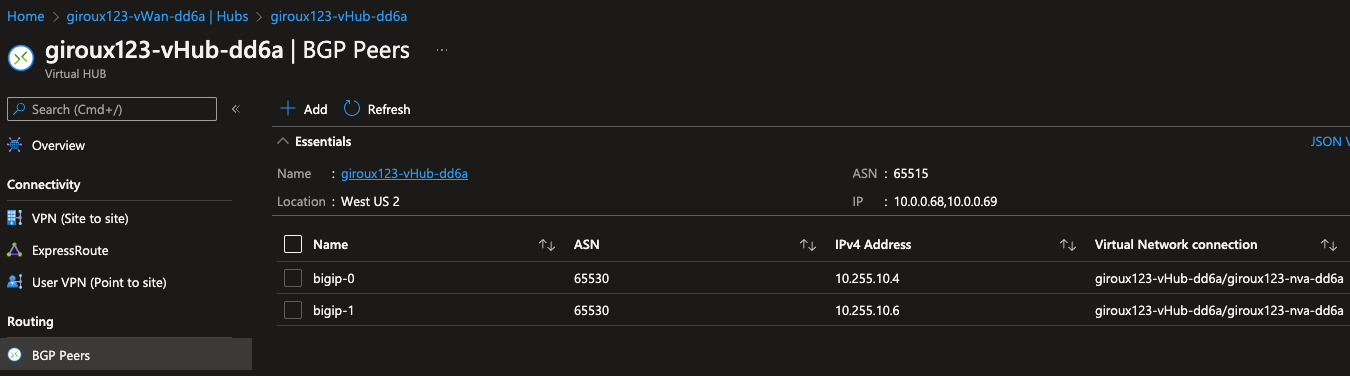 Home > giroux123-vWan-dd6a | Hubs > giroux123-vHub-dd6a
giroux123-vHub-dd6a | BGP Peers ...
Virtual HUB
Search (Cmd+/) «
Overview
Connectivity
VPN (Site to site)
ExpressRoute
User VPN (Point to site)
Routing
BGP Peers
+ Add Refresh
Essentials JSON V
Name : giroux123-vHub-dd6a ASN : 65515
Location : West US 2 IP : 10.0.0.68,10.0.0.69
Name ↑↓ ASN ↑↓ IPv4 Address ↑↓ Virtual Network connection ↑↓
bigip-0 65530 10.255.10.4 giroux123-vHub-dd6a/giroux123-nva-dd6a
bigip-1 65530 10.255.10.6 giroux123-vHub-dd6a/giroux123-nva-dd6a